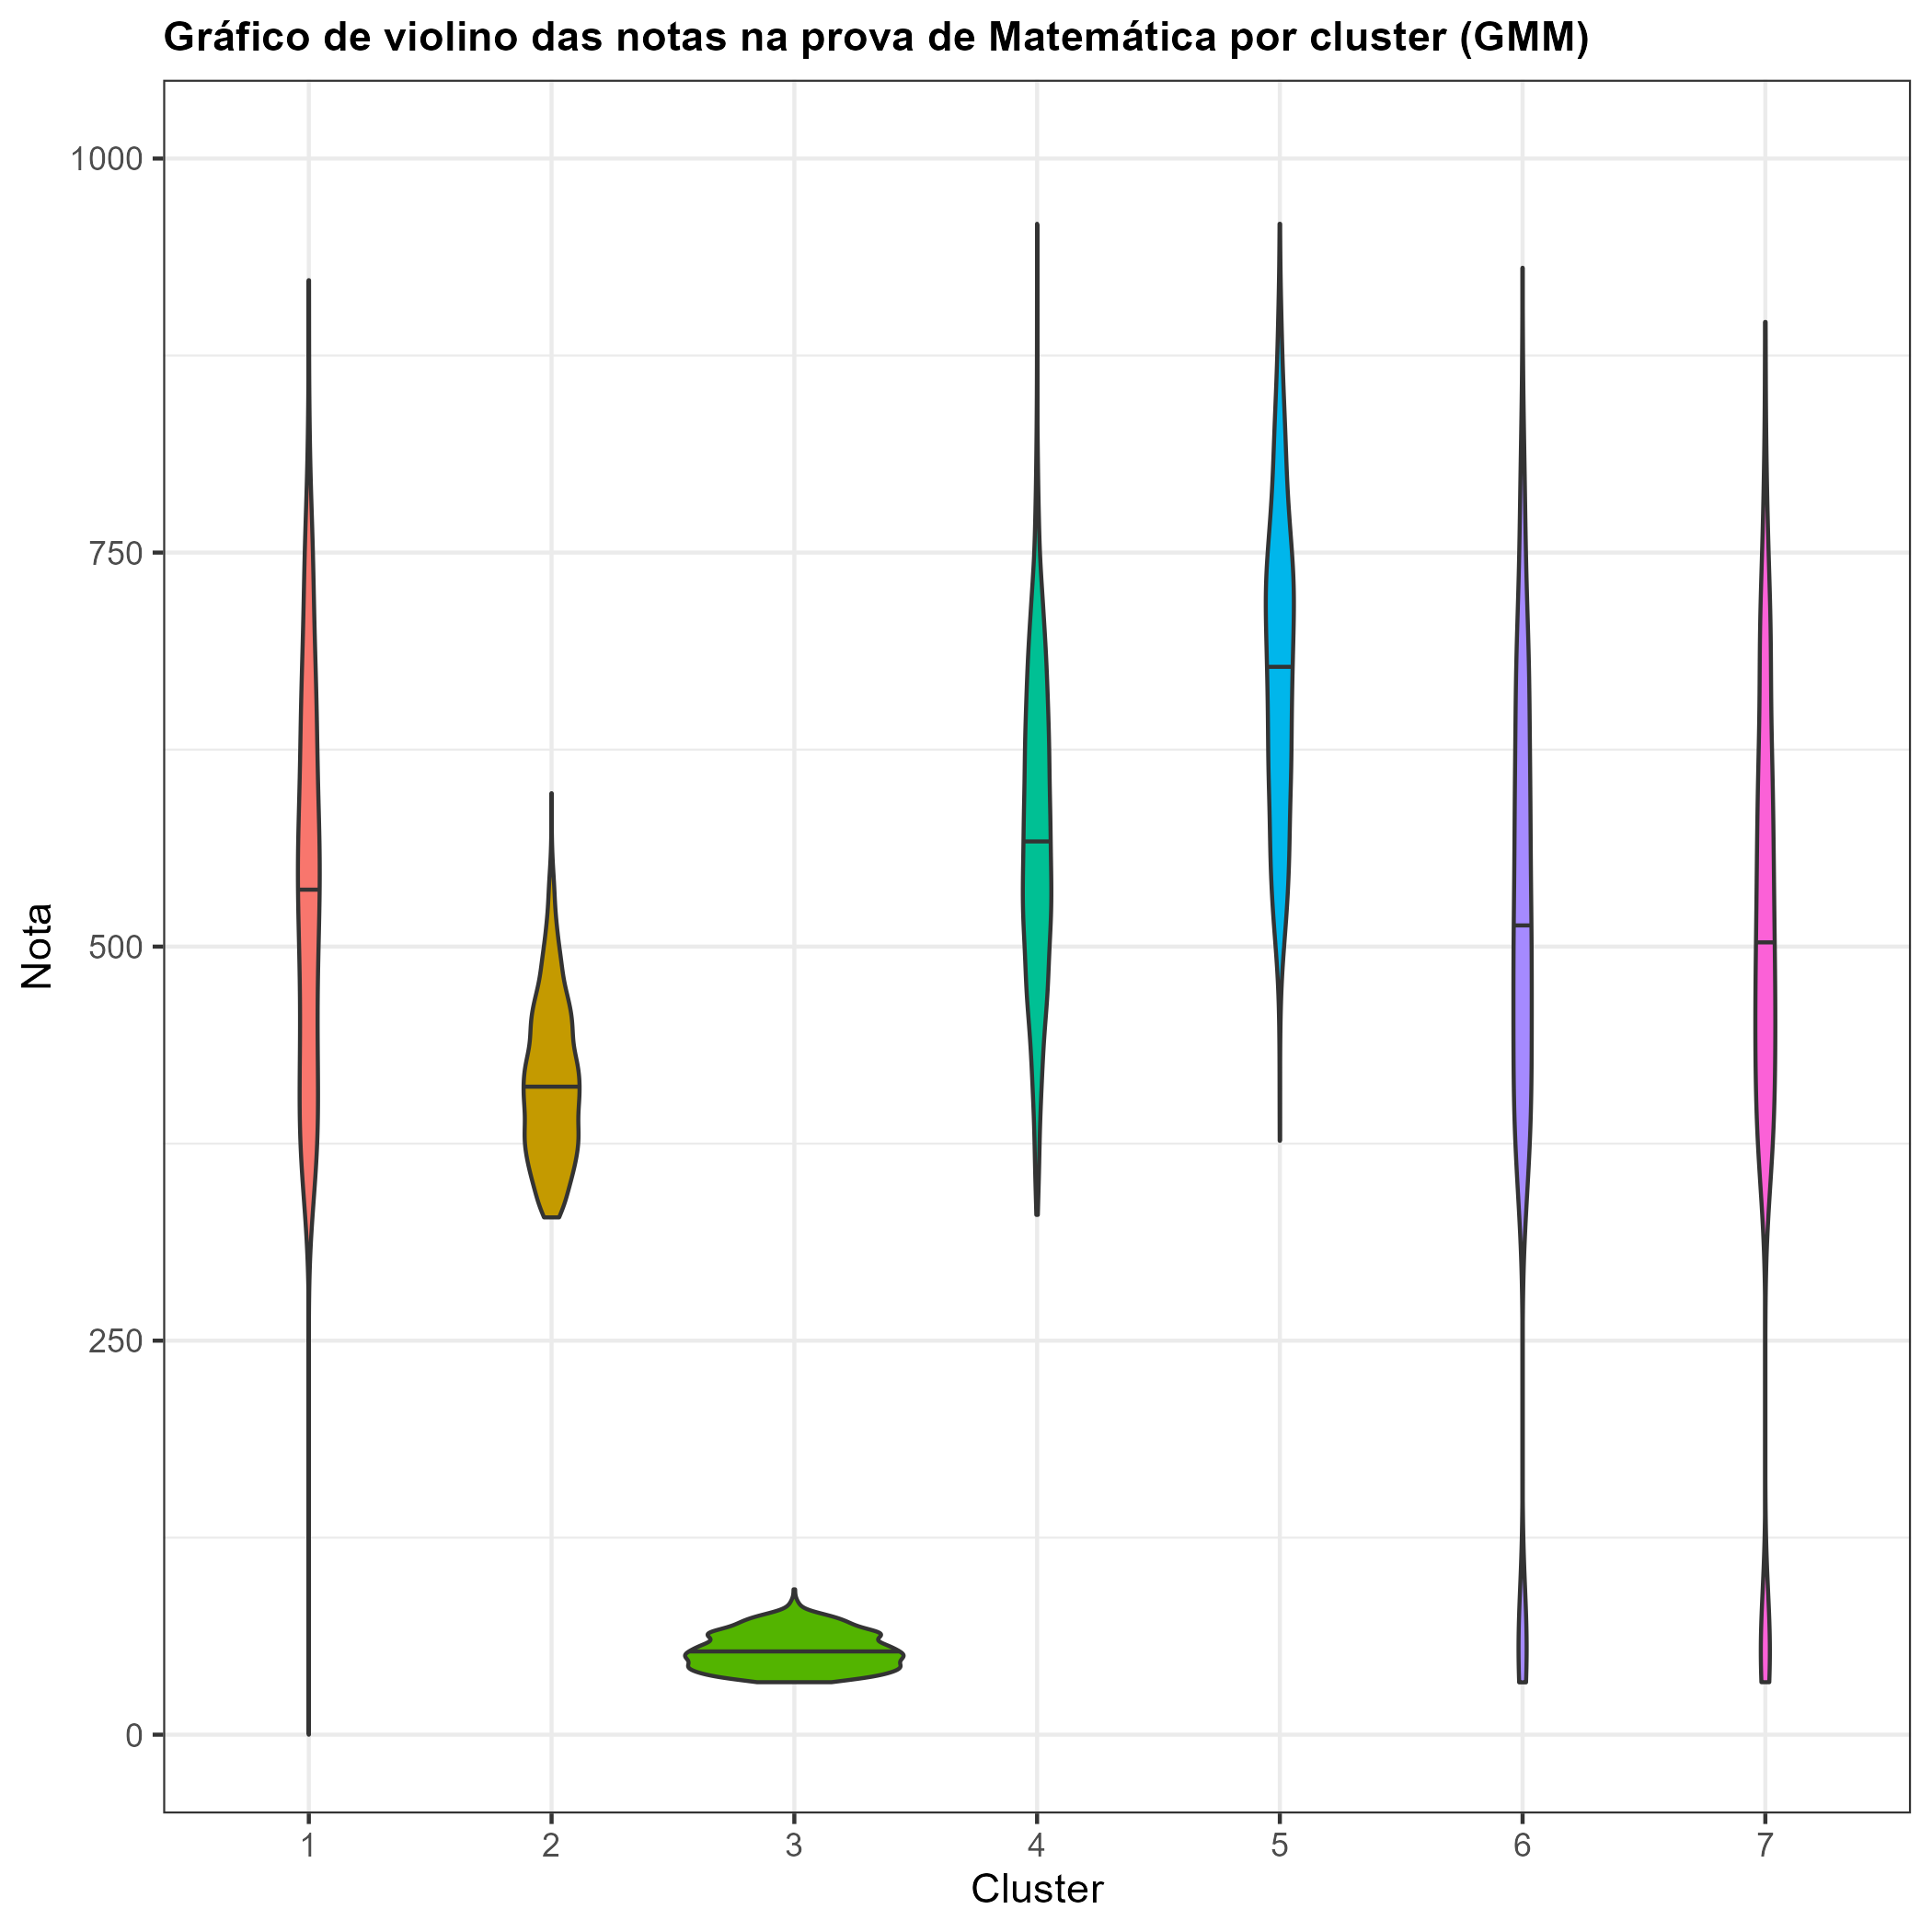 Gráfico de violino das notas na prova de Matemática por cluster (GMM)
1000
750
500
250
0
Nota
1 2 3 4 5 6 7
Cluster